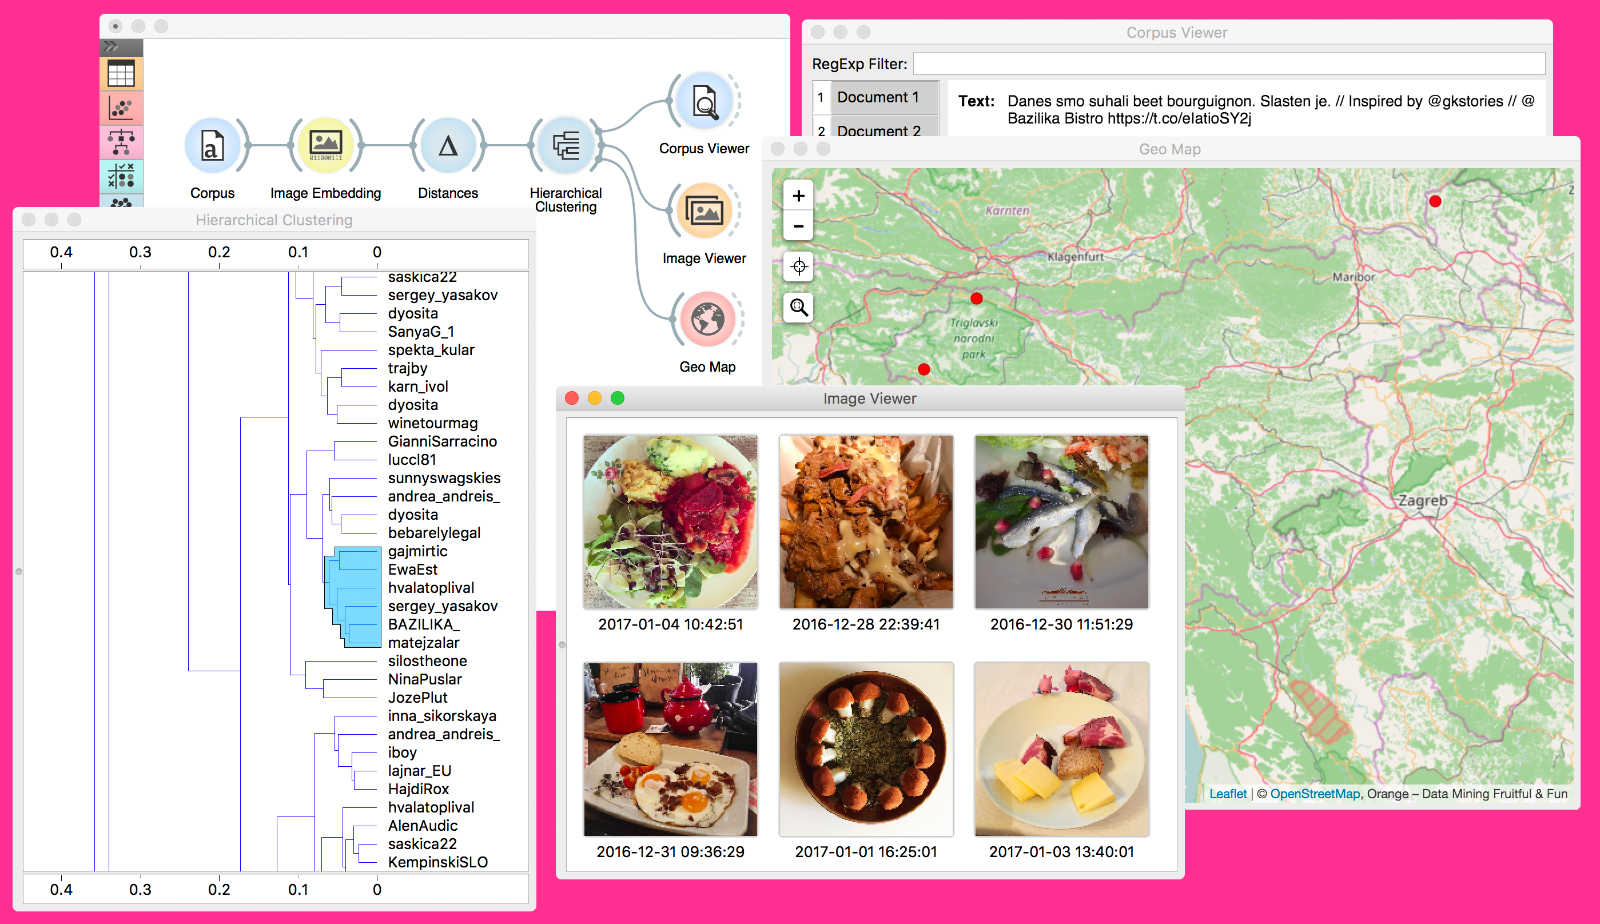 Corpus
Image Embedding
Distances
Hierarchical
Clustering
Corpus Viewer
Image Viewer
Geo Map
a
011000111
Δ
Corpus Viewer
RegExp Filter:
1 Document 1
2 Document 2
Text: Danes smo suhali beet bourguignon. Slasten je. // Inspired by @gkstories // @
Bazilika Bistro https://t.co/eIatioSY2j
Geo Map
+
-
Kärnten
Klagenfurt
Maribor
Triglavski
narodni
park
Zagreb
Leaflet | © OpenStreetMap, Orange – Data Mining Fruitful & Fun
Hierarchical Clustering
0.4 0.3 0.2 0.1 0
saskica22
sergey_yasakov
dyosita
SanyaG_1
spekta_kular
trajby
karn_ivol
dyosita
winetourmag
GianniSarracino
luccl81
sunnyswagskies
andrea_andreis_
dyosita
bebarelylegal
gajmirtic
EwaEst
hvalatoplival
sergey_yasakov
BAZILIKA_
matejzalar
silostheone
NinaPuslar
JozePlut
inna_sikorskaya
andrea_andreis_
iboy
lajnar_EU
HajdiRox
hvalatoplival
AlenAudic
saskica22
KempinskiSLO
0.4 0.3 0.2 0.1 0
Image Viewer
2017-01-04 10:42:51
2016-12-28 22:39:41
2016-12-30 11:51:29
2016-12-31 09:36:29
2017-01-01 16:25:01
2017-01-03 13:40:01